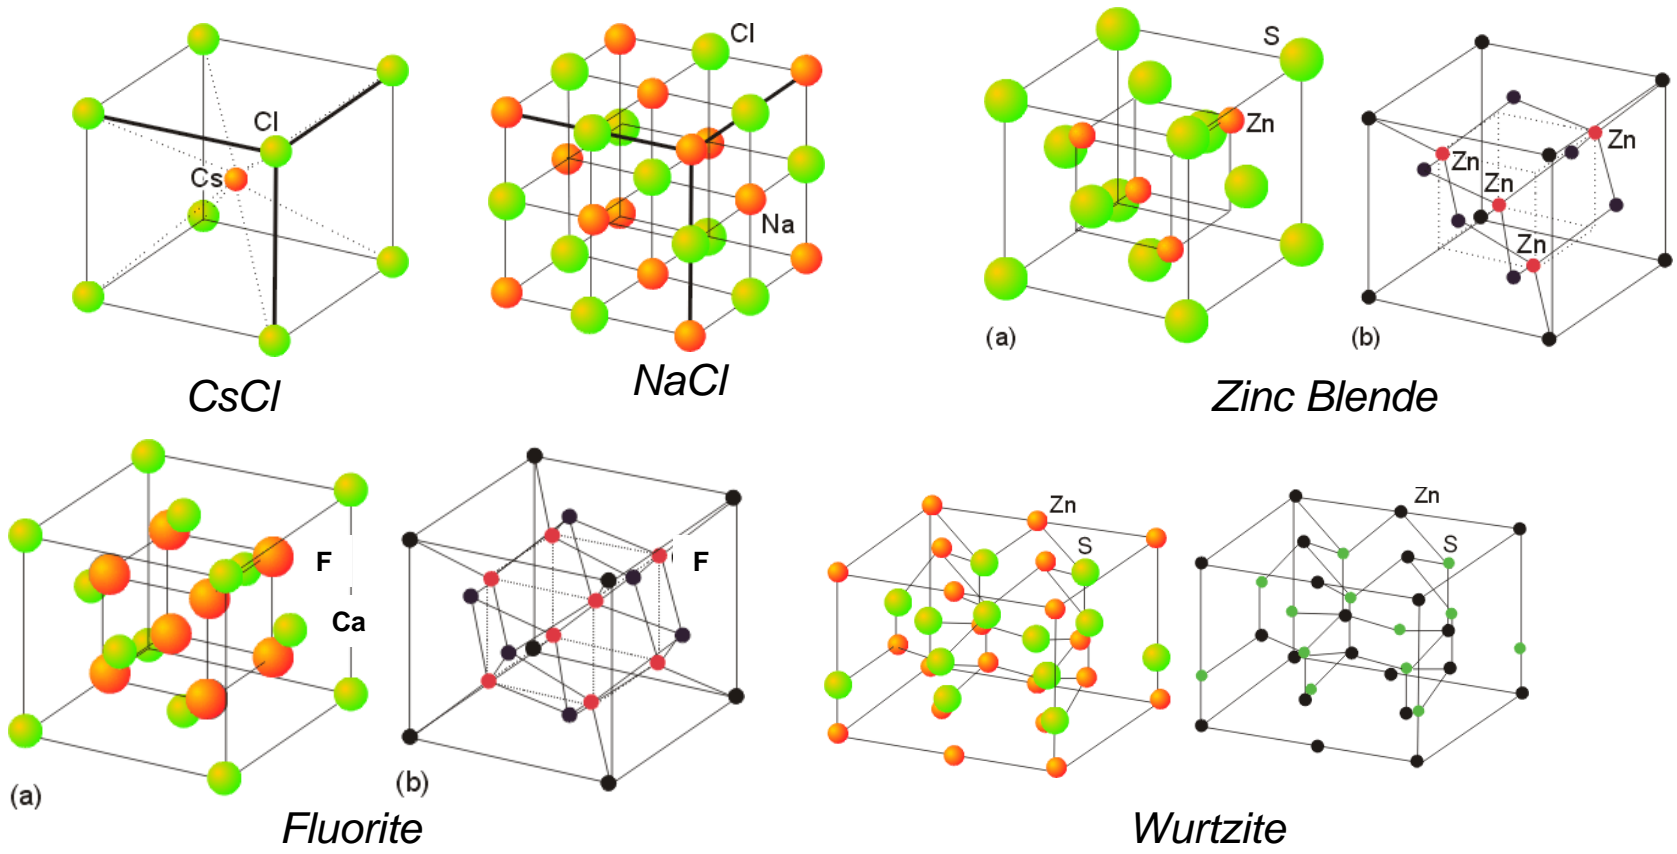 Cl
Cs
CsCl
Cl
Na
NaCl
S
Zn
(a)
Zn
Zn
Zn
Zn
(b)
Zinc Blende
F
Ca
(a)
F
(b)
Fluorite
Zn
S
Zn
S
Wurtzite